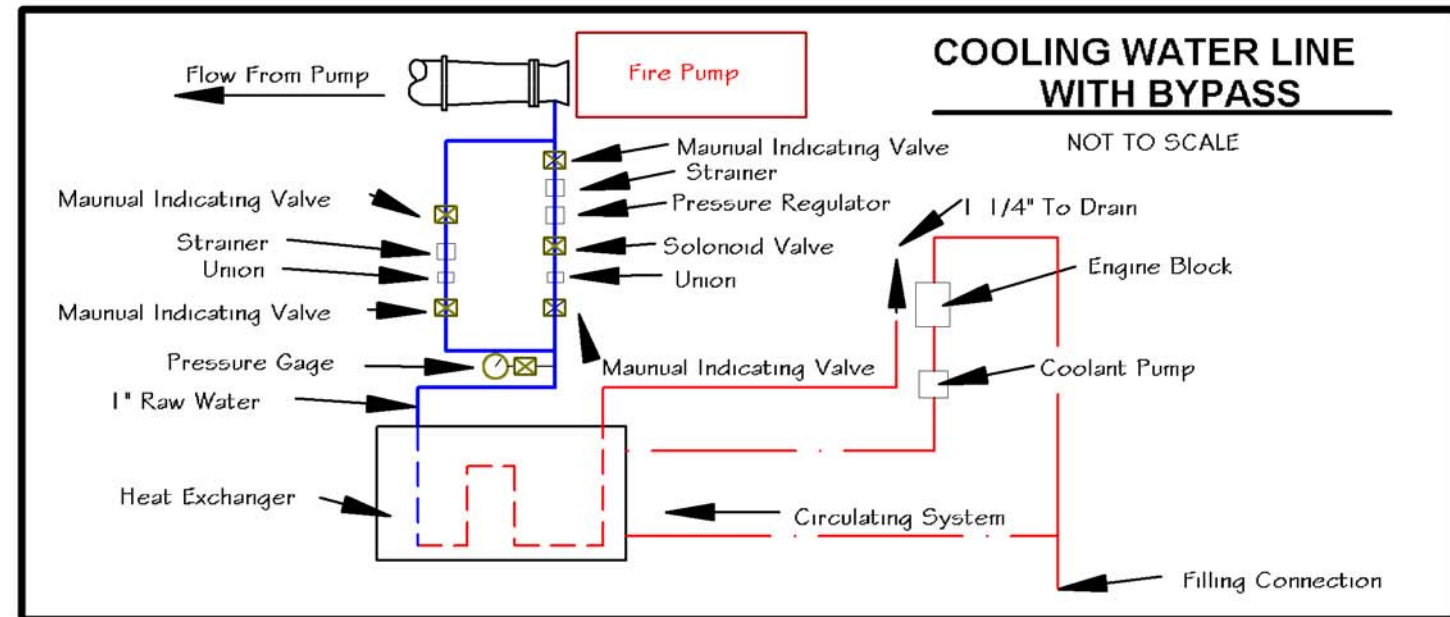 COOLING WATER LINE
WITH BYPASS
NOT TO SCALE
Flow From Pump
Fire Pump
Maunual Indicating Valve
Strainer
Pressure Regulator
Solonoid Valve
Union
Maunual Indicating Valve
Maunual Indicating Valve
Strainer
Union
Maunual Indicating Valve
Pressure Gage
1" Raw Water
1 1/4" To Drain
Engine Block
Coolant Pump
Heat Exchanger
Circulating System
Filling Connection